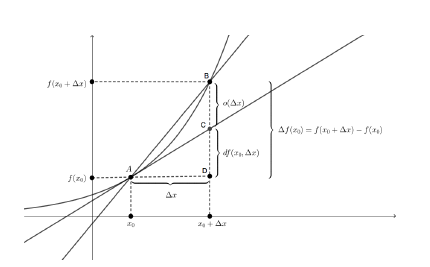 B
f(x₀ + Δx)
o(Δx)
C
Δf(x₀) = f(x₀ + Δx) − f(x₀)
df(x₀, Δx)
A
D
f(x₀)
Δx
x₀
x₀ + Δx